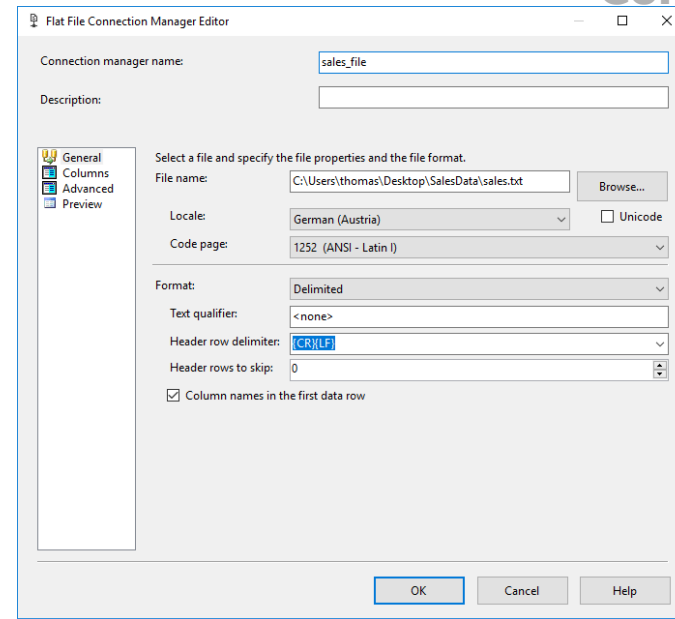 Flat File Connection Manager Editor
Connection manager name: sales_file
Description:
General
Columns
Advanced
Preview
Select a file and specify the file properties and the file format.
File name: C:\Users\thomas\Desktop\SalesData\sales.txt Browse...
Locale: German (Austria) Unicode
Code page: 1252 (ANSI - Latin I)
Format: Delimited
Text qualifier: <none>
Header row delimiter: {CR}{LF}
Header rows to skip: 0
Column names in the first data row
OK Cancel Help